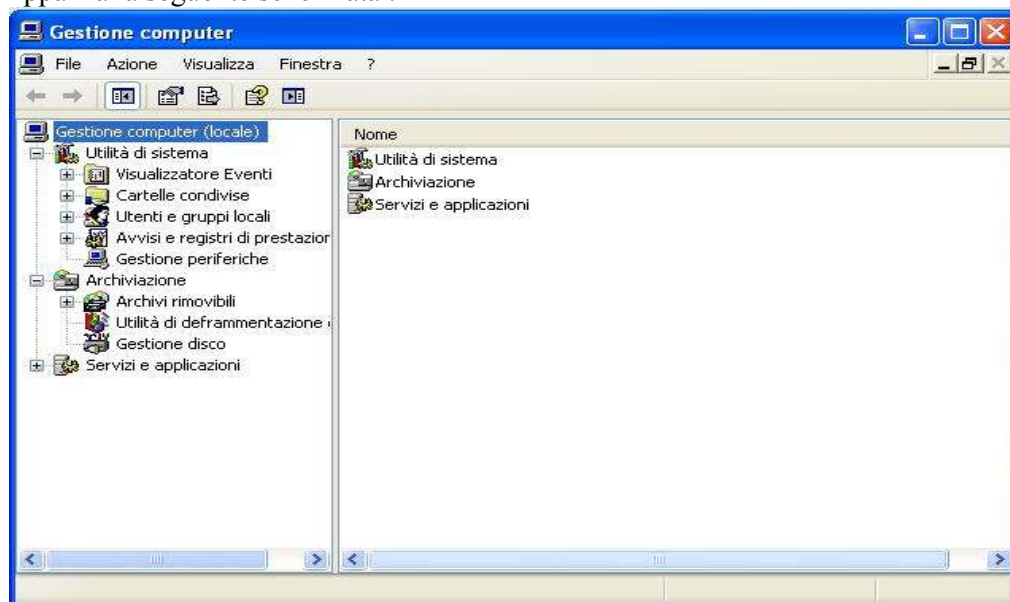 Gestione computer
File Azione Visualizza Finestra ?
Gestione computer (locale)
Utilità di sistema
Visualizzatore Eventi
Cartelle condivise
Utenti e gruppi locali
Avvisi e registri di prestazior
Gestione periferiche
Archiviazione
Archivi rimovibili
Utilità di deframmentazione
Gestione disco
Servizi e applicazioni
Nome
Utilità di sistema
Archiviazione
Servizi e applicazioni